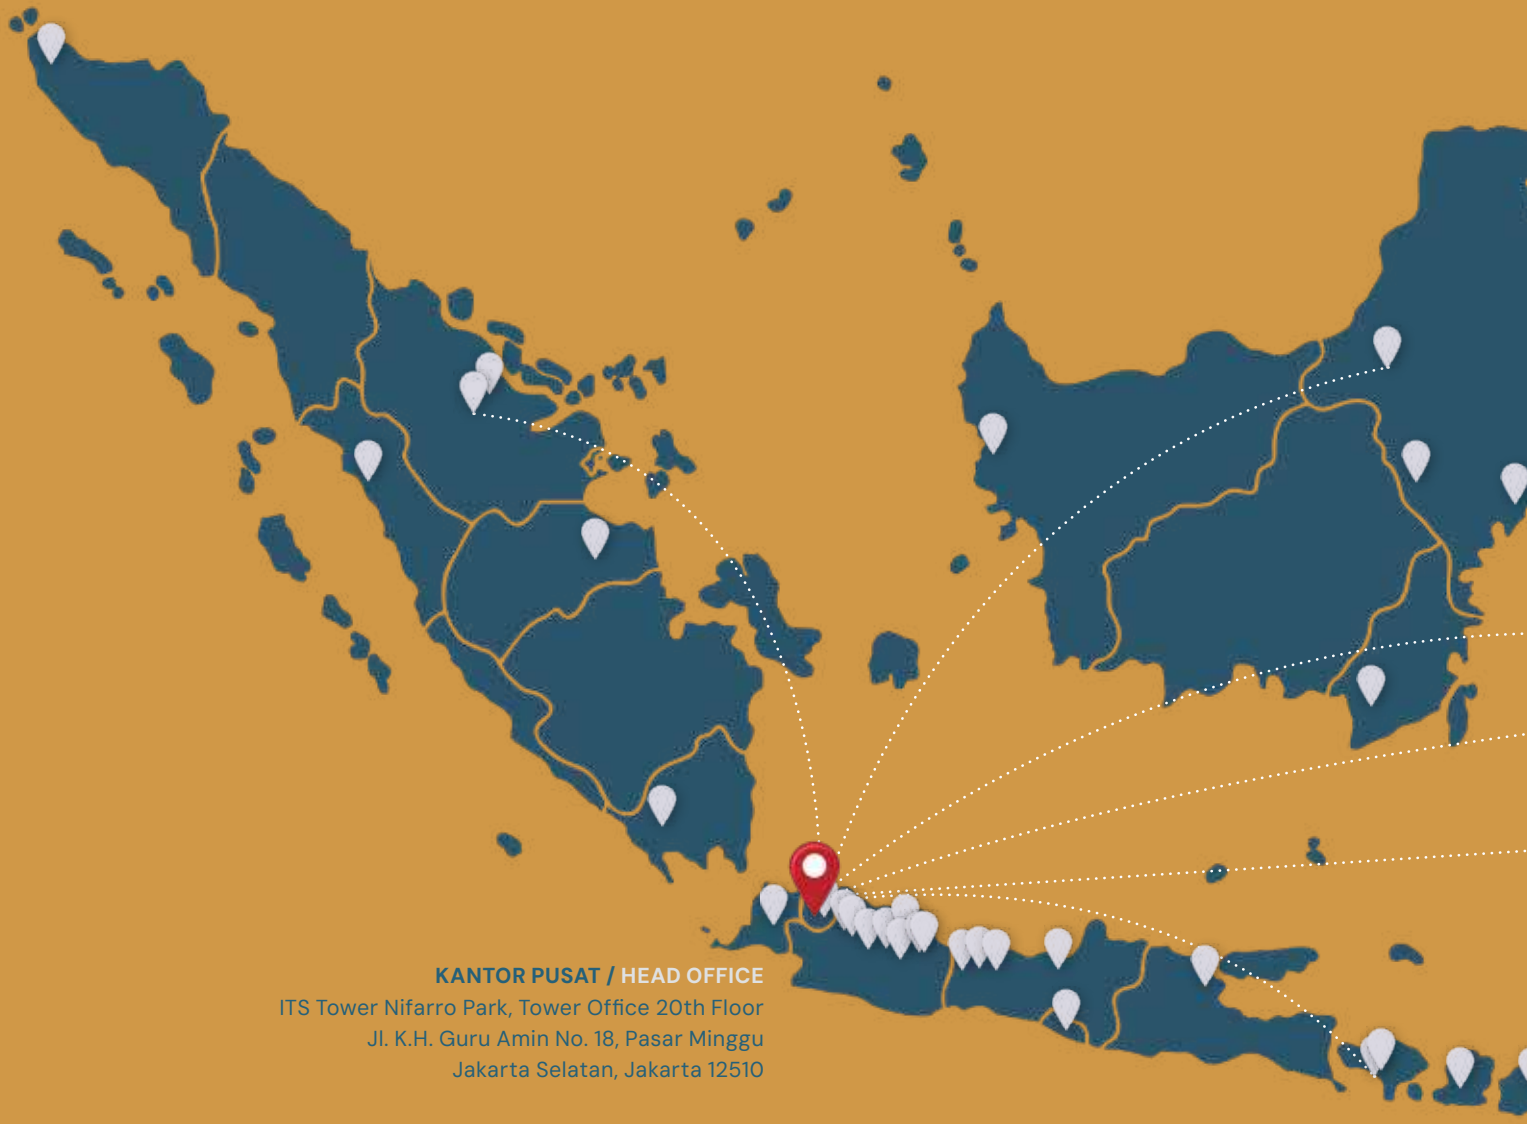 KANTOR PUSAT / HEAD OFFICE
ITS Tower Nifarro Park, Tower Office 20th Floor
Jl. K.H. Guru Amin No. 18, Pasar Minggu
Jakarta Selatan, Jakarta 12510